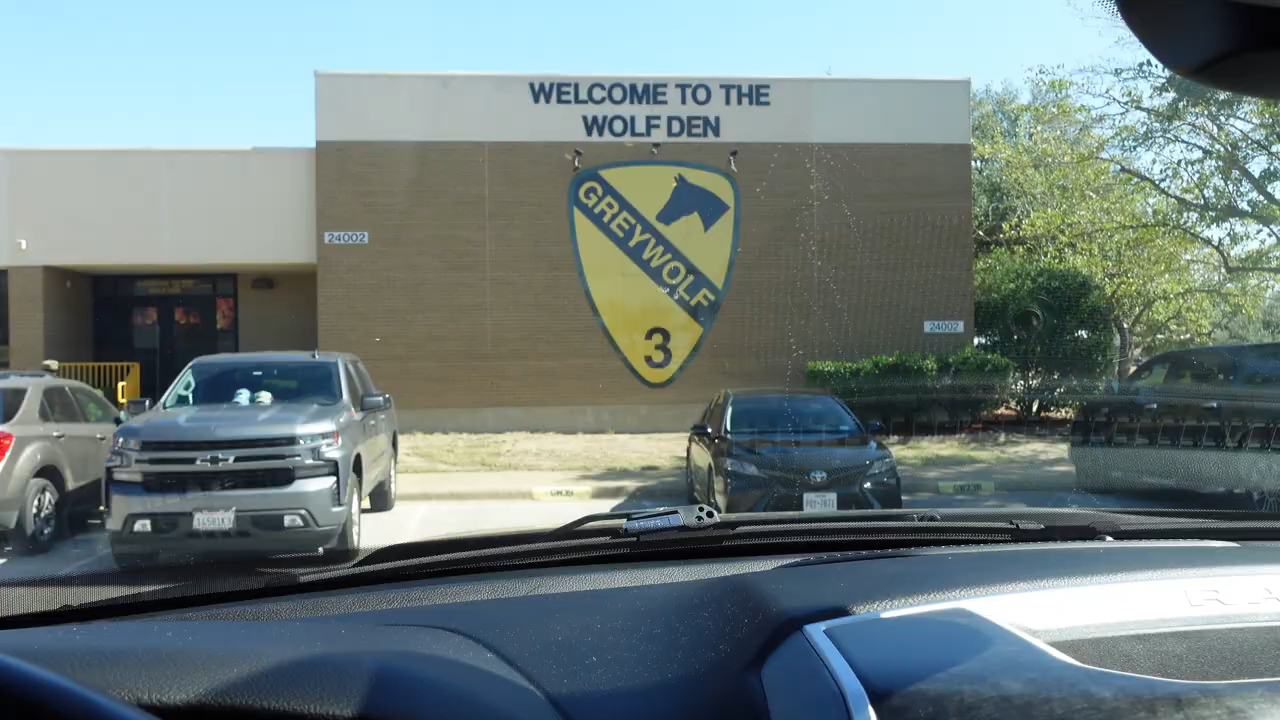 WELCOME TO THE
WOLF DEN
GREYWOLF
3
24002
24002